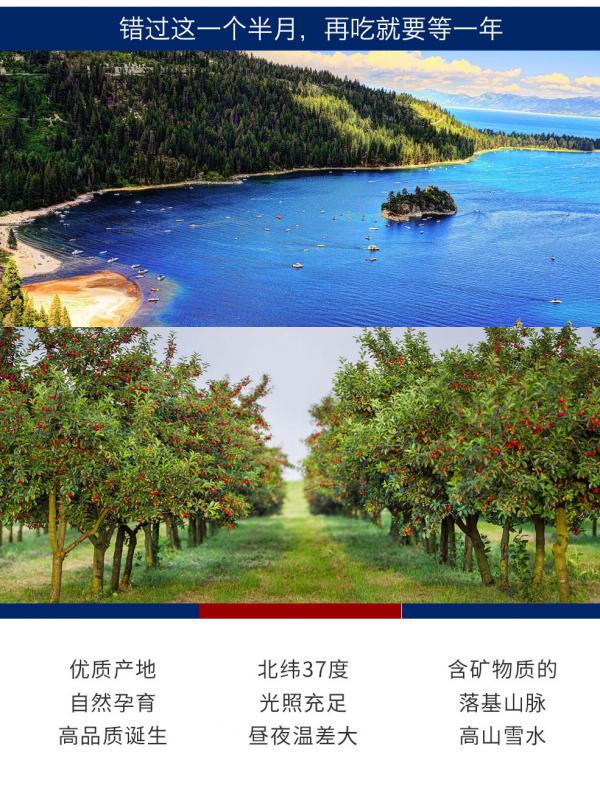 错过这一个半月，再吃就要等一年
优质产地
自然孕育
高品质诞生
北纬37度
光照充足
昼夜温差大
含矿物质的
落基山脉
高山雪水